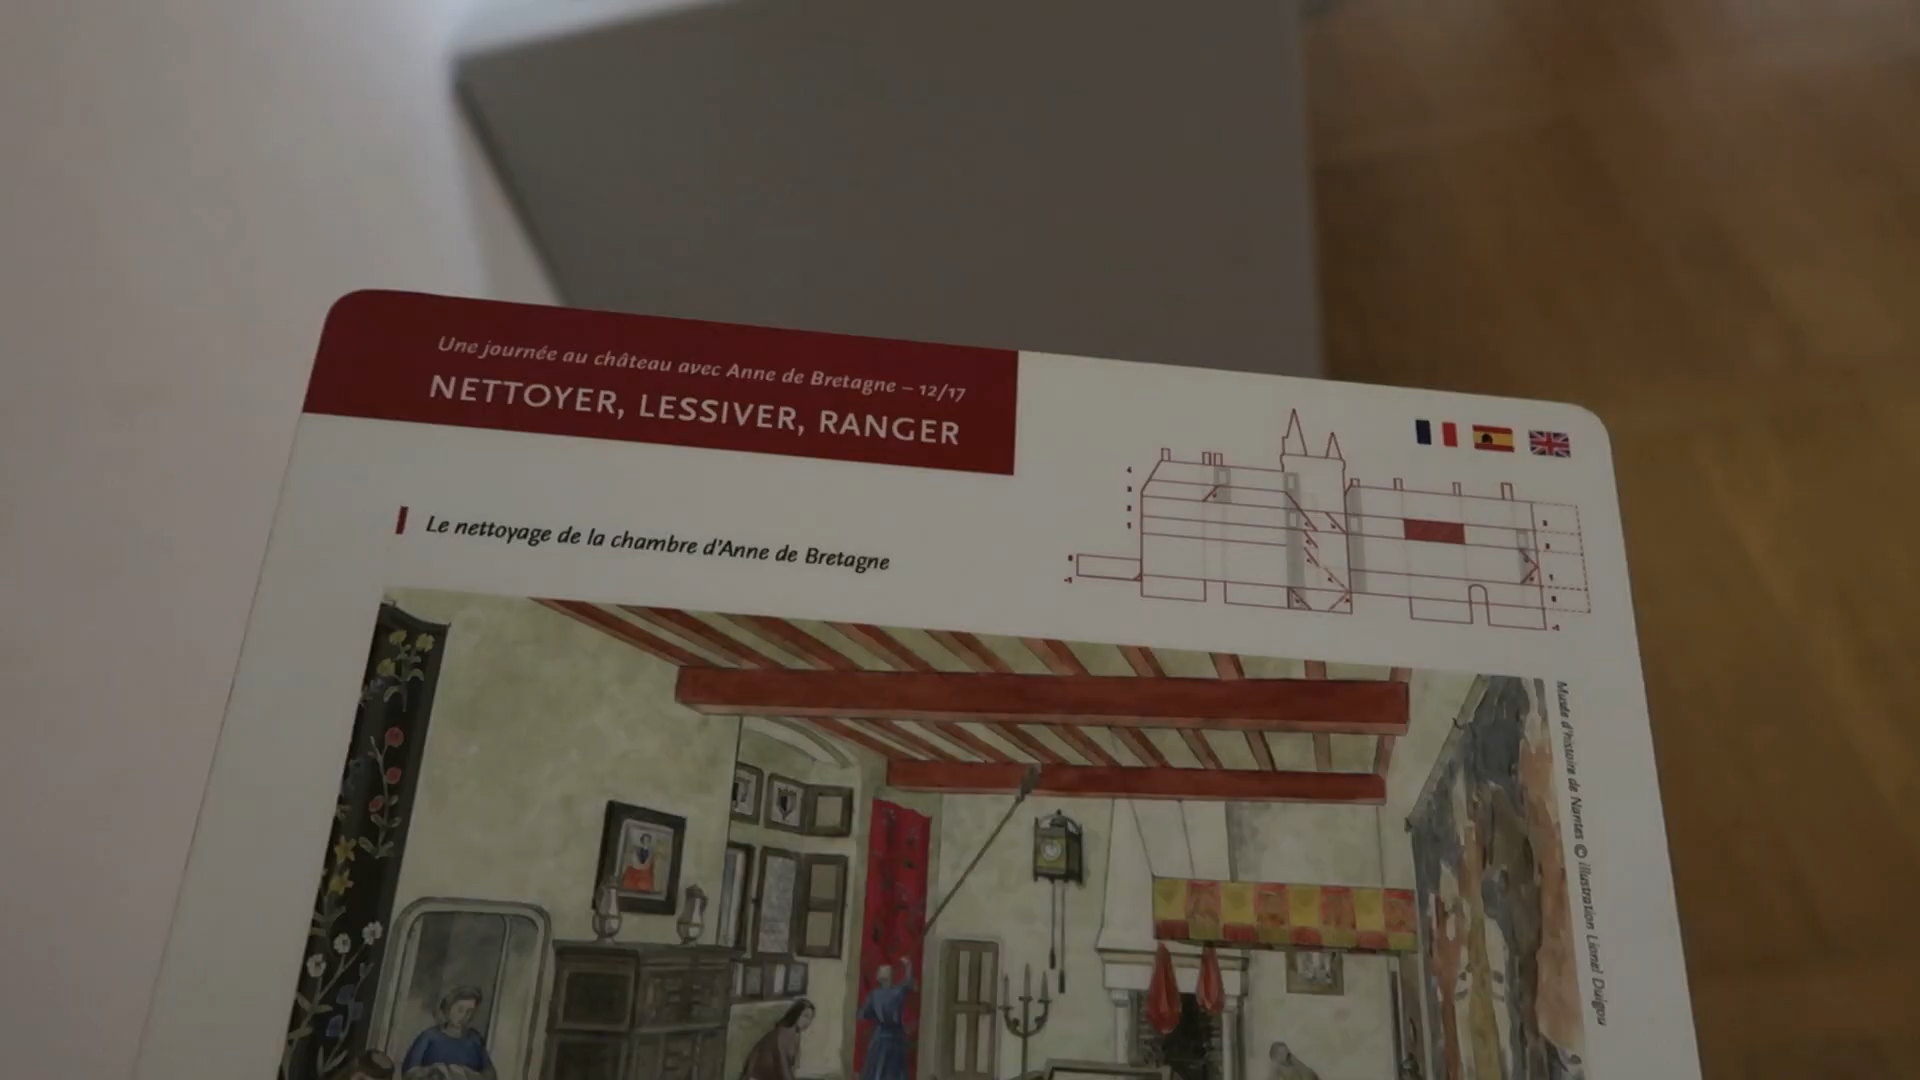 Une journée au château avec Anne de Bretagne – 12/17
NETTOYER, LESSIVER, RANGER
Le nettoyage de la chambre d'Anne de Bretagne
Musée d'histoire de Nantes © illustration Lionel Duigou